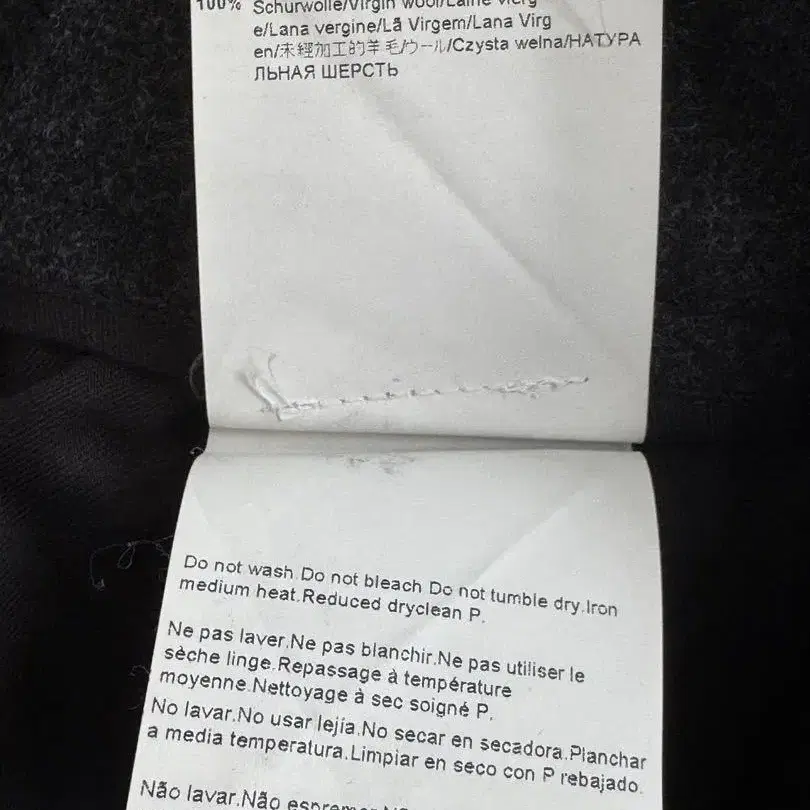 100% Schurwolle/Virgin wool/Laine vierg
e/Lana vergine/Lã Virgem/Lana Virg
en/未經加工的羊毛/ウール/Czysta wełna/НАТУРА
ЛЬНАЯ ШЕРСТЬ
Do not wash.Do not bleach.Do not tumble dry.Iron
medium heat.Reduced dryclean P.
Ne pas laver.Ne pas blanchir.Ne pas utiliser le
sèche linge.Repassage à température
moyenne.Nettoyage à sec soigné P.
No lavar.No usar lejía.No secar en secadora.Planchar
a media temperatura.Limpiar en seco con P rebajado.
Não lavar.Não espremer